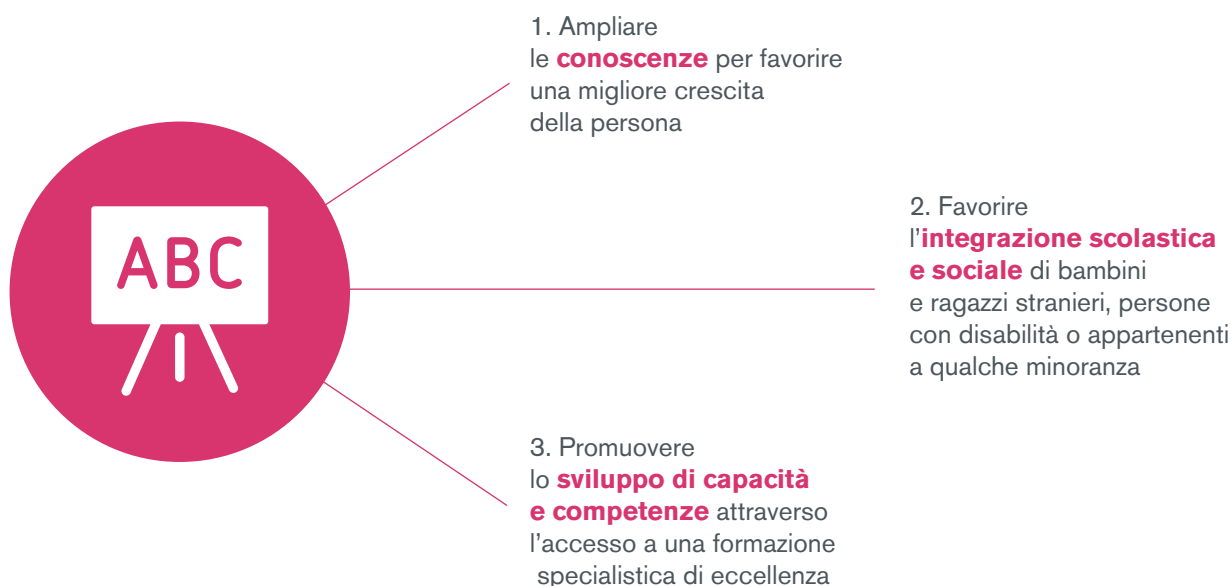 1. Ampliare
le conoscenze per favorire
una migliore crescita
della persona
ABC
2. Favorire
l’integrazione scolastica
e sociale di bambini
e ragazzi stranieri, persone
con disabilità o appartenenti
a qualche minoranza
3. Promuovere
lo sviluppo di capacità
e competenze attraverso
l’accesso a una formazione
specialistica di eccellenza